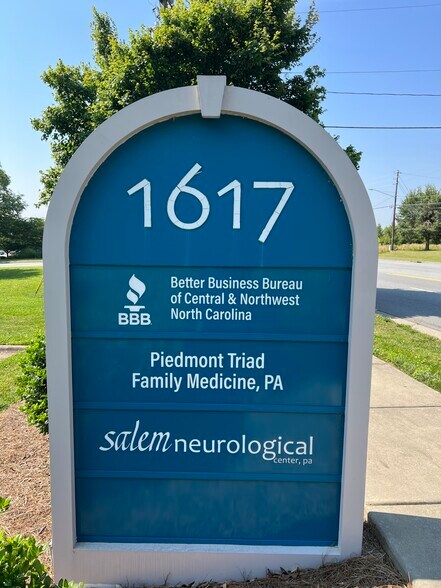 1617
Better Business Bureau
of Central & Northwest
North Carolina
BBB
Piedmont Triad
Family Medicine, PA
salem neurological
center, pa